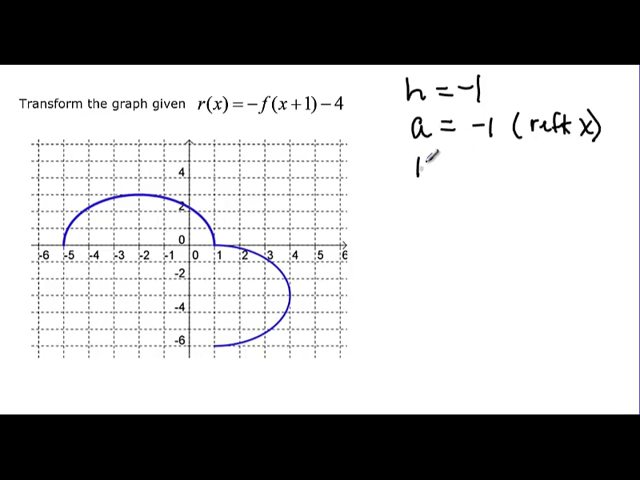 Transform the graph given r(x) = −f(x+1) − 4
h = -1
a = -1 (reflt x)
4
2
0
-6 -5 -4 -3 -2 -1 0 1 2 3 4 5 6
-2
-4
-6